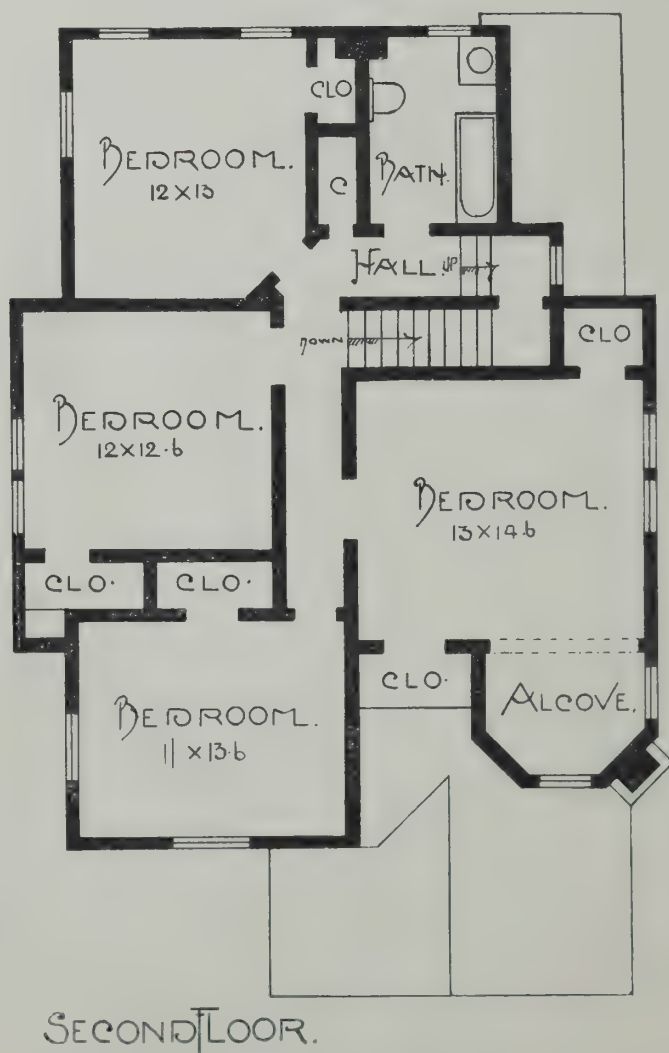 CLO
BEDROOM.
12 X 13
C
BATH.
HALL. UP
DOWN
CLO
BEDROOM.
12 X 12.6
BEDROOM.
13 X 14.6
CLO.
CLO.
CLO.
ALCOVE.
BEDROOM.
11 X 13.6
SECOND FLOOR.